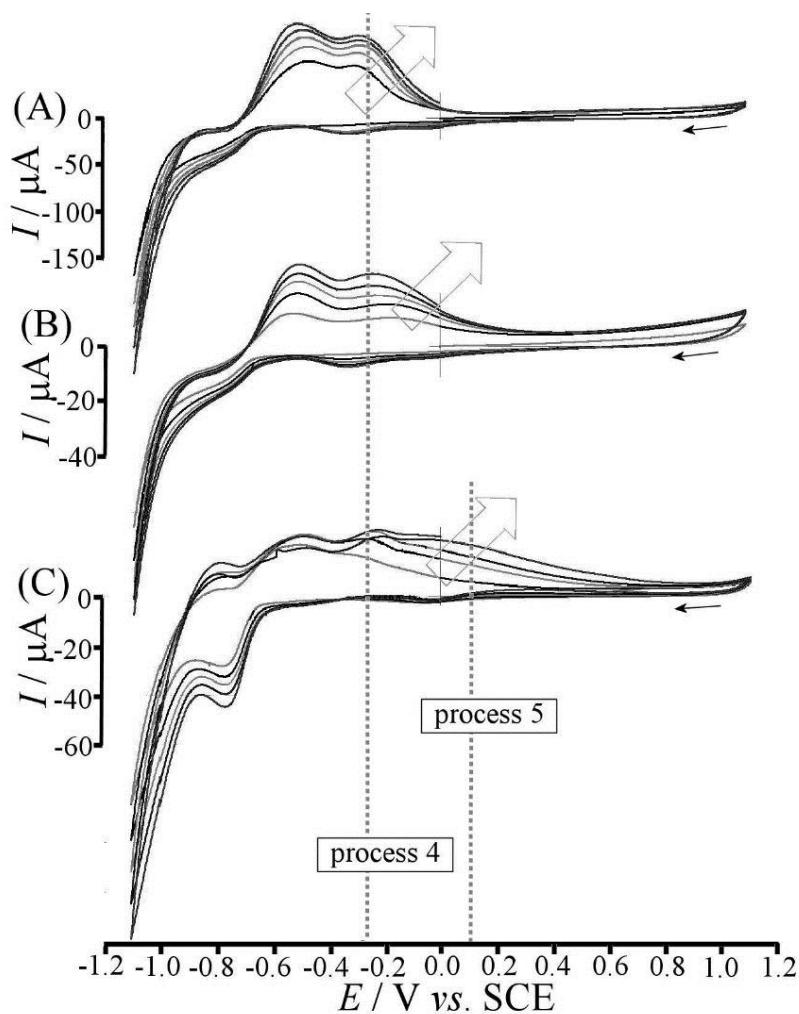 (A)
0
-50
-100
-150
I / μA
(B)
0
-20
-40
I / μA
(C)
0
-20
-40
-60
I / μA
process 5
process 4
-1.2 -1.0 -0.8 -0.6 -0.4 -0.2 0.0 0.2 0.4 0.6 0.8 1.0 1.2
E / V vs. SCE